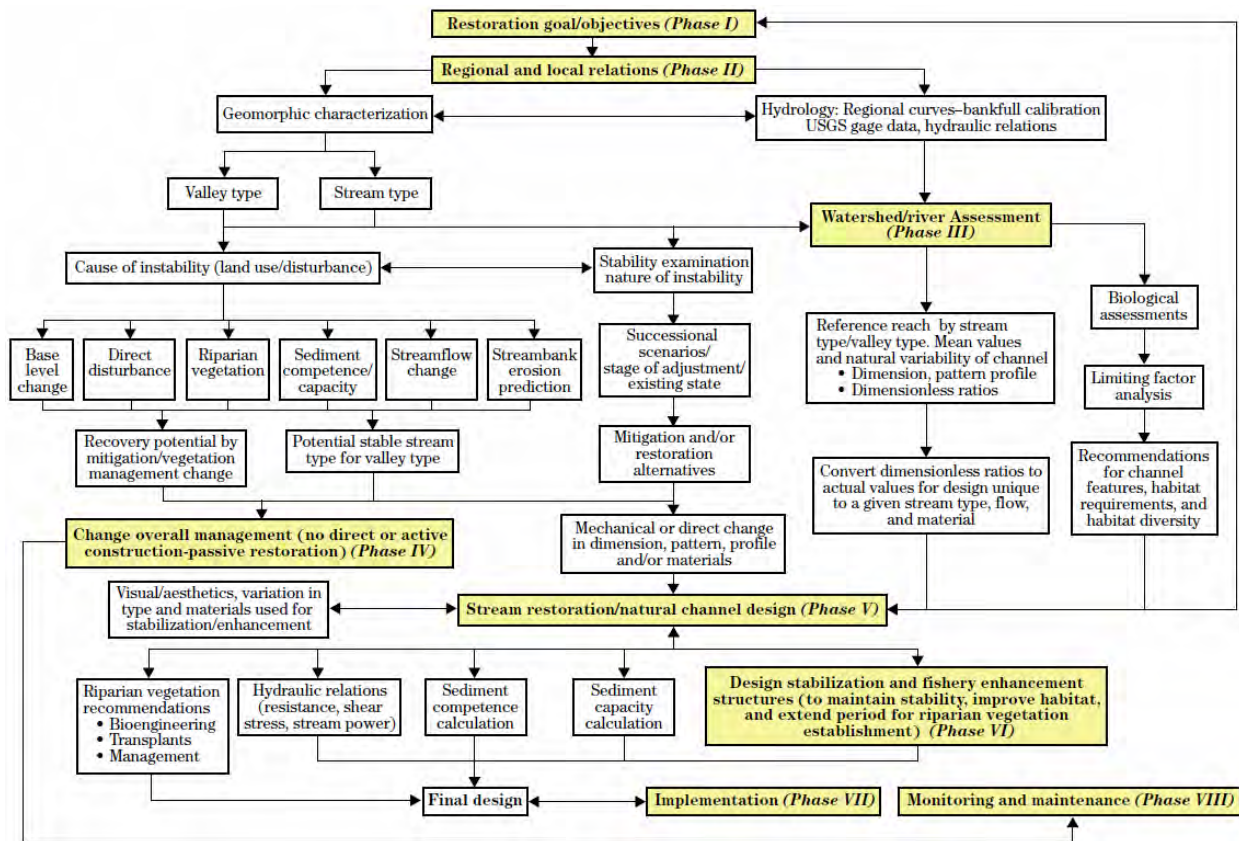 Restoration goal/objectives (Phase I)
Regional and local relations (Phase II)
Geomorphic characterization
Hydrology: Regional curves–bankfull calibration
USGS gage data, hydraulic relations
Valley type
Stream type
Watershed/river Assessment
(Phase III)
Cause of instability (land use/disturbance)
Stability examination
nature of instability
Biological
assessments
Base
level
change
Direct
disturbance
Riparian
vegetation
Sediment
competence/
capacity
Streamflow
change
Streambank
erosion
prediction
Successional
scenarios/
stage of adjustment/
existing state
Reference reach by stream
type/valley type. Mean values
and natural variability of channel
• Dimension, pattern profile
• Dimensionless ratios
Limiting factor
analysis
Recovery potential by
mitigation/vegetation
management change
Potential stable stream
type for valley type
Mitigation and/or
restoration
alternatives
Convert dimensionless ratios to
actual values for design unique
to a given stream type, flow,
and material
Recommendations
for channel
features, habitat
requirements, and
habitat diversity
Change overall management (no direct or active
construction-passive restoration) (Phase IV)
Mechanical or direct change
in dimension, pattern, profile
and/or materials
Visual/aesthetics, variation in
type and materials used for
stabilization/enhancement
Stream restoration/natural channel design (Phase V)
Riparian vegetation
recommendations
• Bioengineering
• Transplants
• Management
Hydraulic relations
(resistance, shear
stress, stream power)
Sediment
competence
calculation
Sediment
capacity
calculation
Design stabilization and fishery enhancement
structures (to maintain stability, improve habitat,
and extend period for riparian vegetation
establishment) (Phase VI)
Final design
Implementation (Phase VII)
Monitoring and maintenance (Phase VIII)